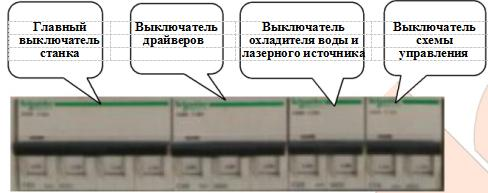 Главный
выключатель
станка
Выключатель
драйверов
Выключатель
охладителя воды и
лазерного источника
Выключатель
схемы
управления